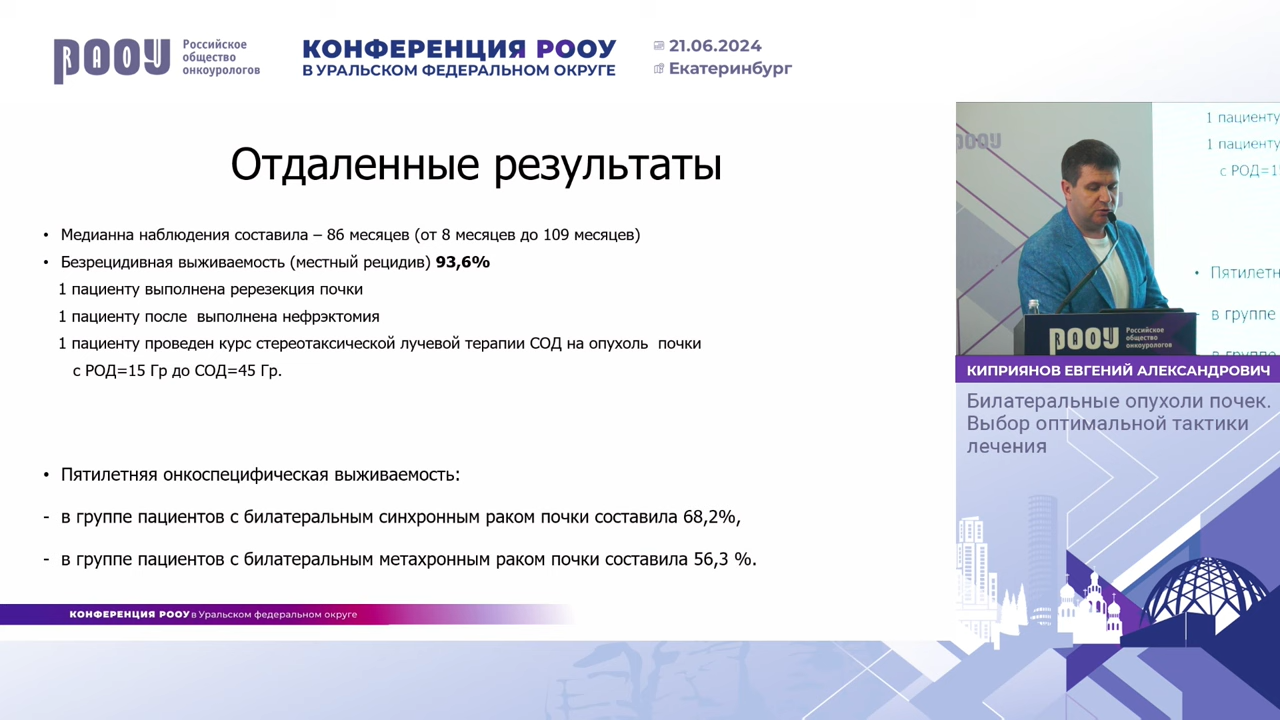 РООУ
RAOU
Российское
общество
онкоурологов
КОНФЕРЕНЦИЯ РООУ
В УРАЛЬСКОМ ФЕДЕРАЛЬНОМ ОКРУГЕ
21.06.2024
Екатеринбург
Отдаленные результаты
• Медианна наблюдения составила – 86 месяцев (от 8 месяцев до 109 месяцев)
• Безрецидивная выживаемость (местный рецидив) 93,6%
1 пациенту выполнена ререзекция почки
1 пациенту после выполнена нефрэктомия
1 пациенту проведен курс стереотаксической лучевой терапии СОД на опухоль почки
с РОД=15 Гр до СОД=45 Гр.
• Пятилетняя онкоспецифическая выживаемость:
- в группе пациентов с билатеральным синхронным раком почки составила 68,2%,
- в группе пациентов с билатеральным метахронным раком почки составила 56,3 %.
КОНФЕРЕНЦИЯ РООУ в Уральском федеральном округе
РООУ
1 пациенту
1 пациенту
с РОД=15
• Пятилетн
в группе
РООУ
Российское
общество
онкоурологов
КИПРИЯНОВ ЕВГЕНИЙ АЛЕКСАНДРОВИЧ
Билатеральные опухоли почек.
Выбор оптимальной тактики
лечения